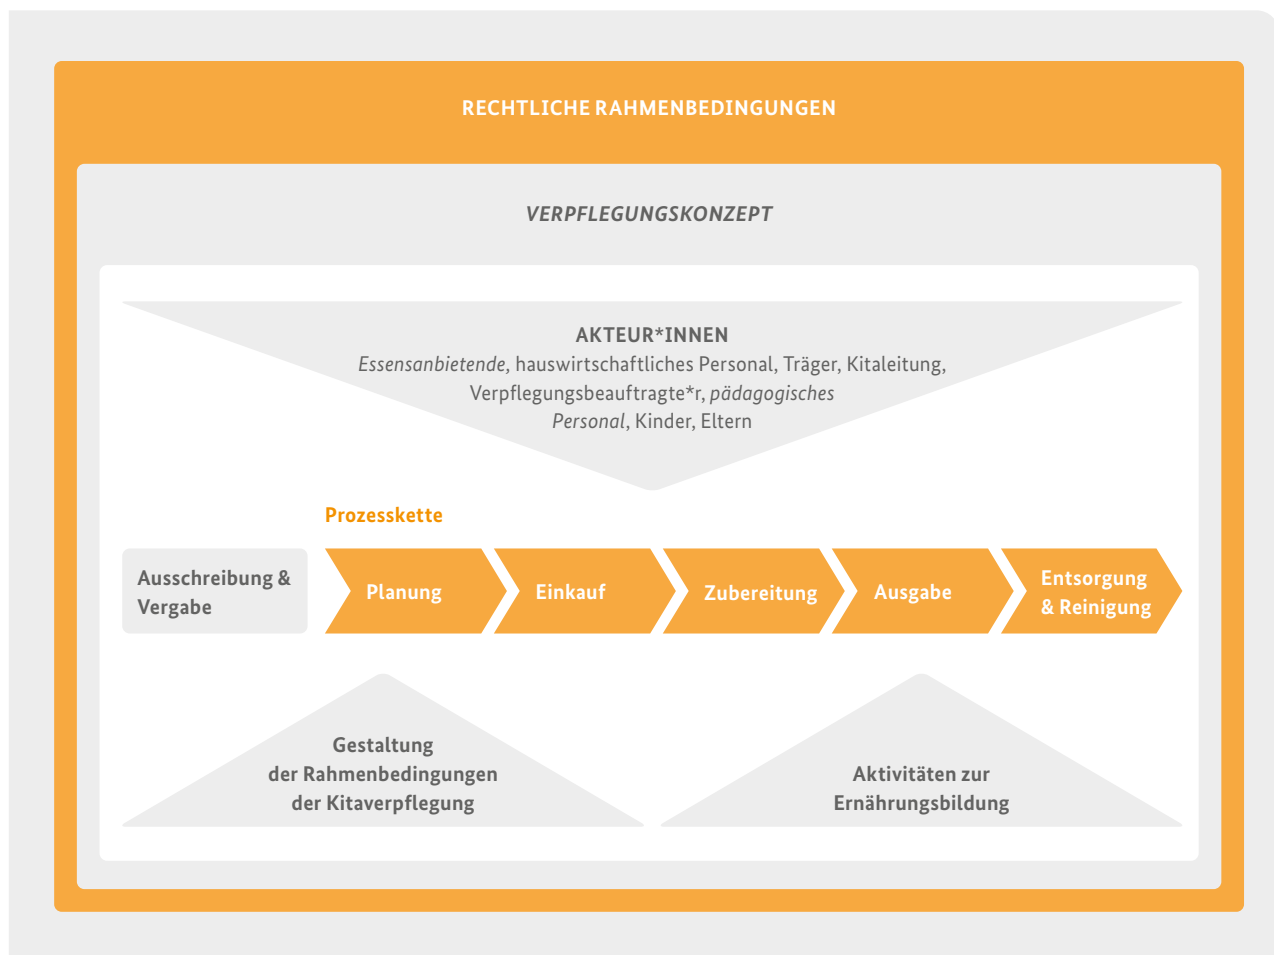 RECHTLICHE RAHMENBEDINGUNGEN
VERPFLEGUNGSKONZEPT
AKTEUR*INNEN
Essensanbietende, hauswirtschaftliches Personal, Träger, Kitaleitung,
Verpflegungsbeauftragte*r, pädagogisches
Personal, Kinder, Eltern
Prozesskette
Ausschreibung &
Vergabe
Planung
Einkauf
Zubereitung
Ausgabe
Entsorgung
& Reinigung
Gestaltung
der Rahmenbedingungen
der Kitaverpflegung
Aktivitäten zur
Ernährungsbildung